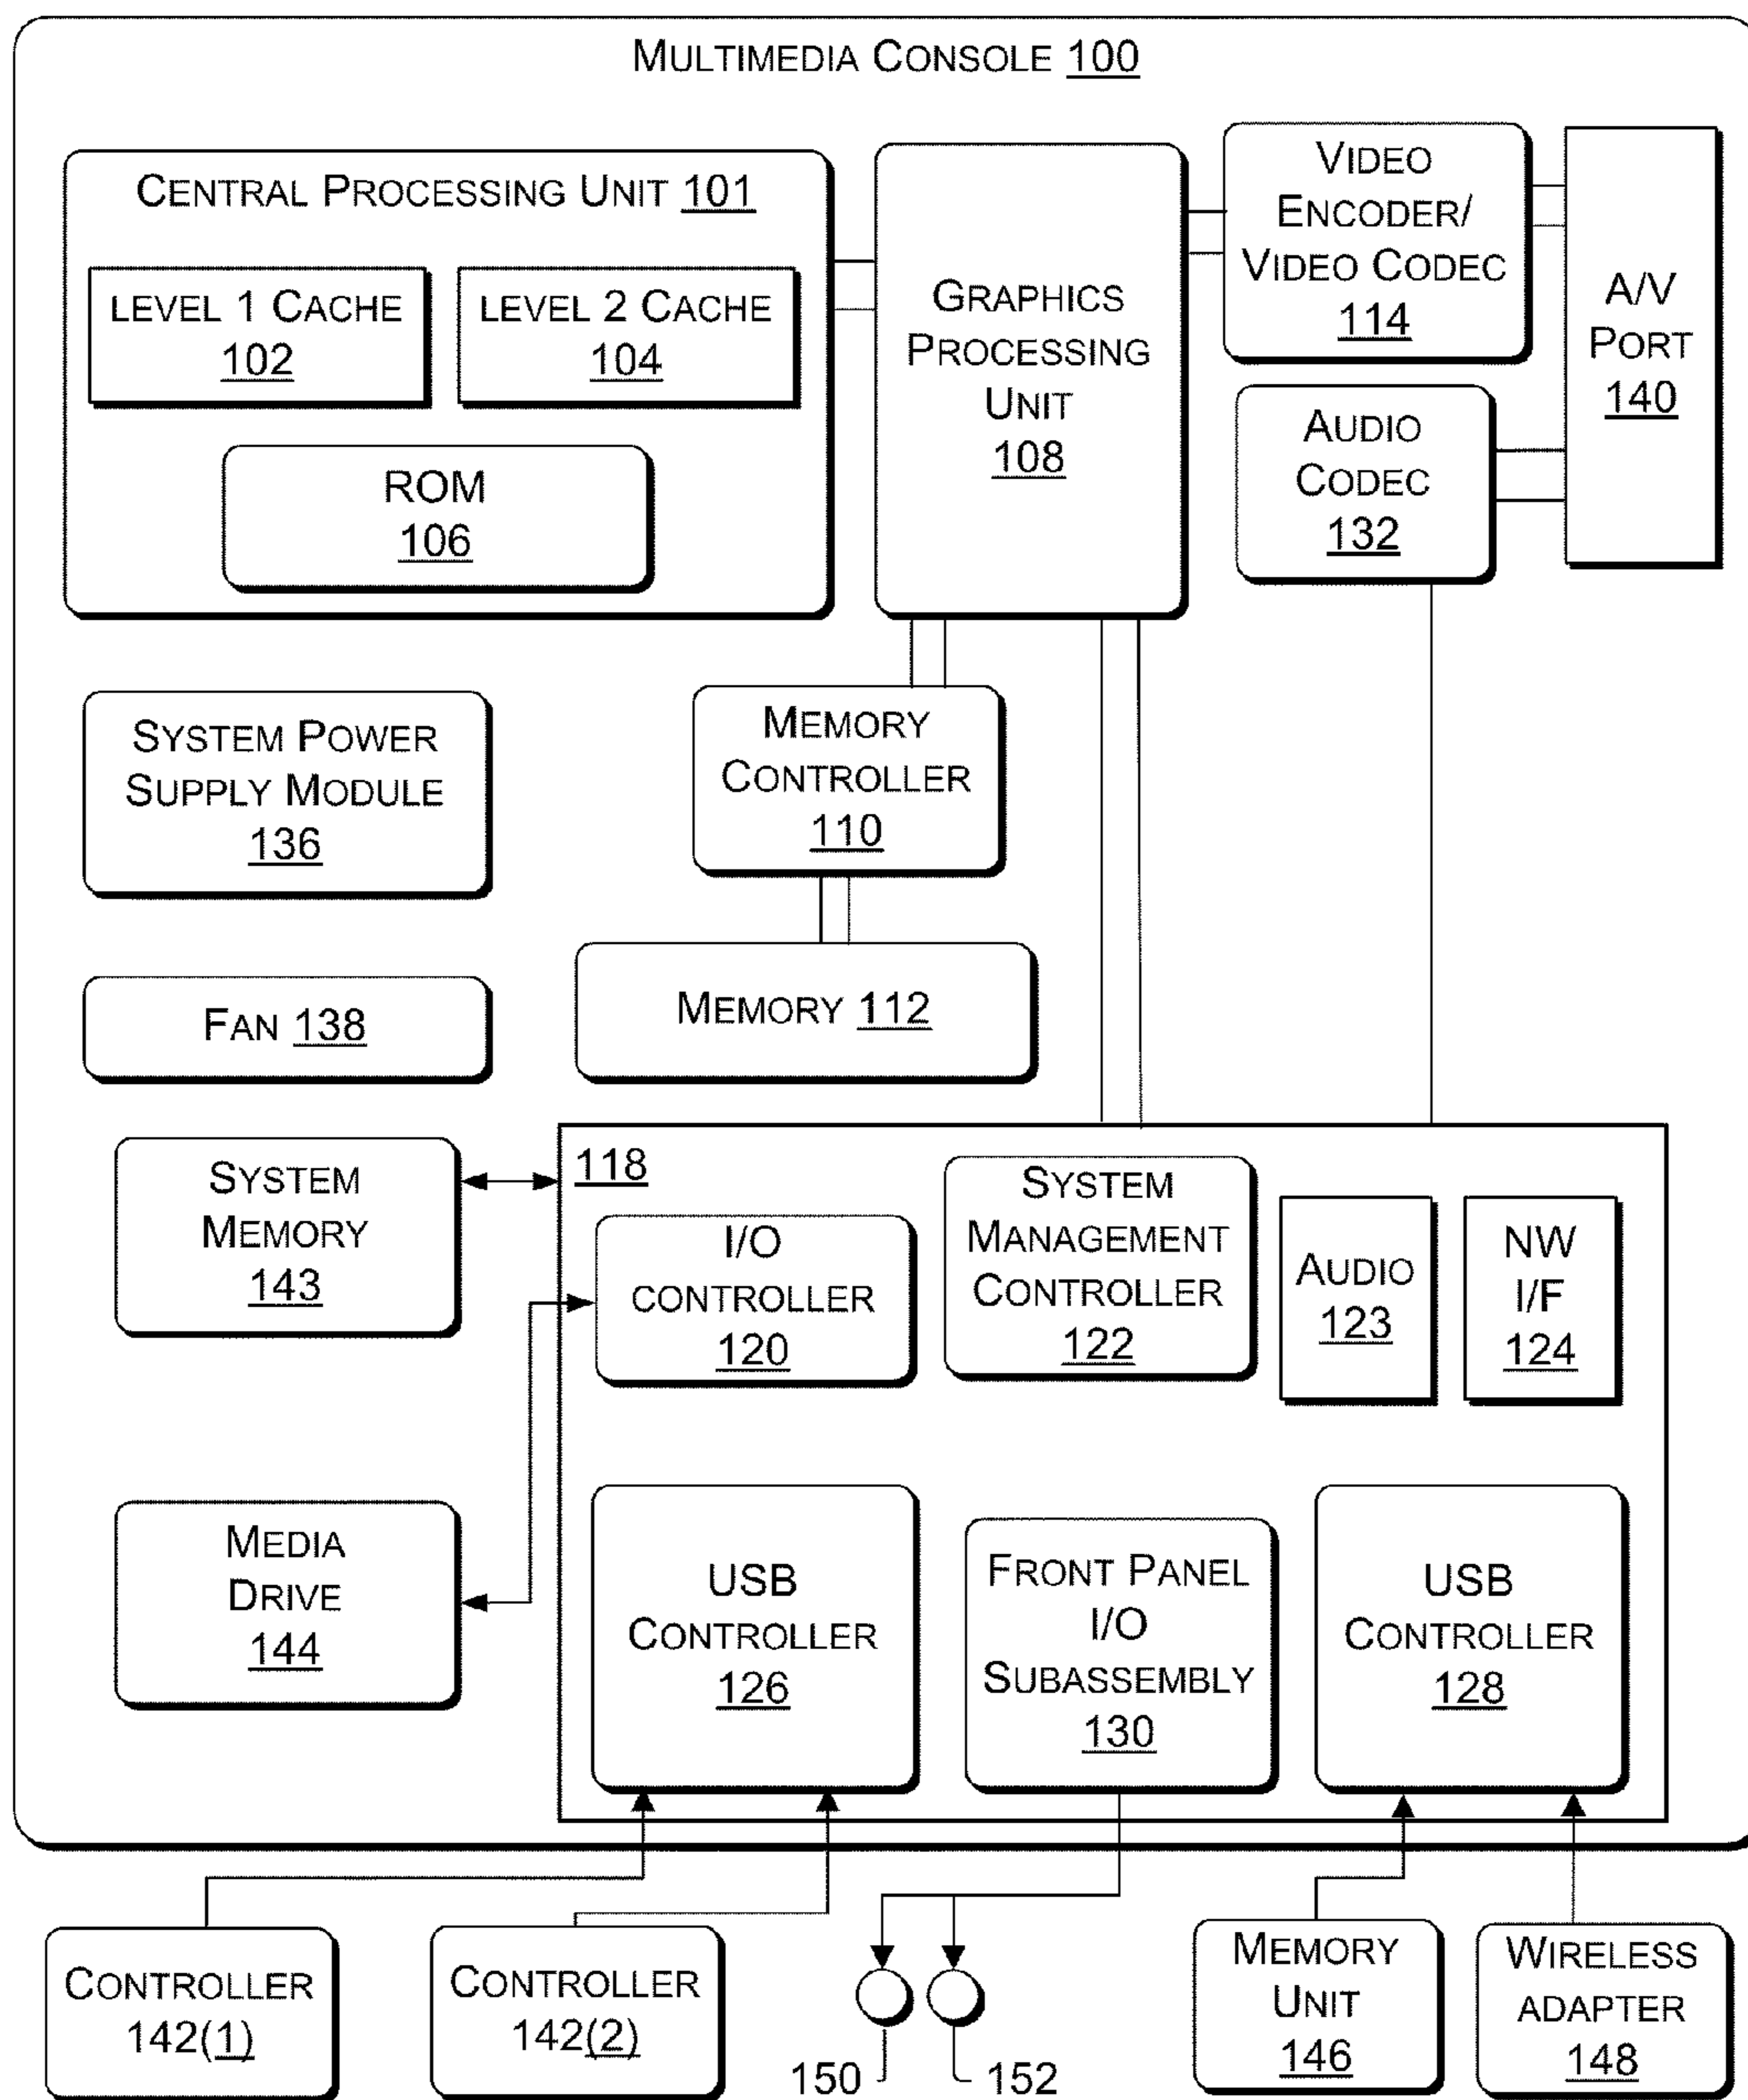 MULTIMEDIA CONSOLE 100
CENTRAL PROCESSING UNIT 101
LEVEL 1 CACHE
102
LEVEL 2 CACHE
104
ROM
106
GRAPHICS
PROCESSING
UNIT
108
VIDEO
ENCODER/
VIDEO CODEC
114
A/V
PORT
140
AUDIO
CODEC
132
SYSTEM POWER
SUPPLY MODULE
136
MEMORY
CONTROLLER
110
FAN 138
MEMORY 112
SYSTEM
MEMORY
143
118
I/O
CONTROLLER
120
SYSTEM
MANAGEMENT
CONTROLLER
122
AUDIO
123
NW
I/F
124
MEDIA
DRIVE
144
USB
CONTROLLER
126
FRONT PANEL
I/O
SUBASSEMBLY
130
USB
CONTROLLER
128
CONTROLLER
142(1)
CONTROLLER
142(2)
150
152
MEMORY
UNIT
146
WIRELESS
ADAPTER
148